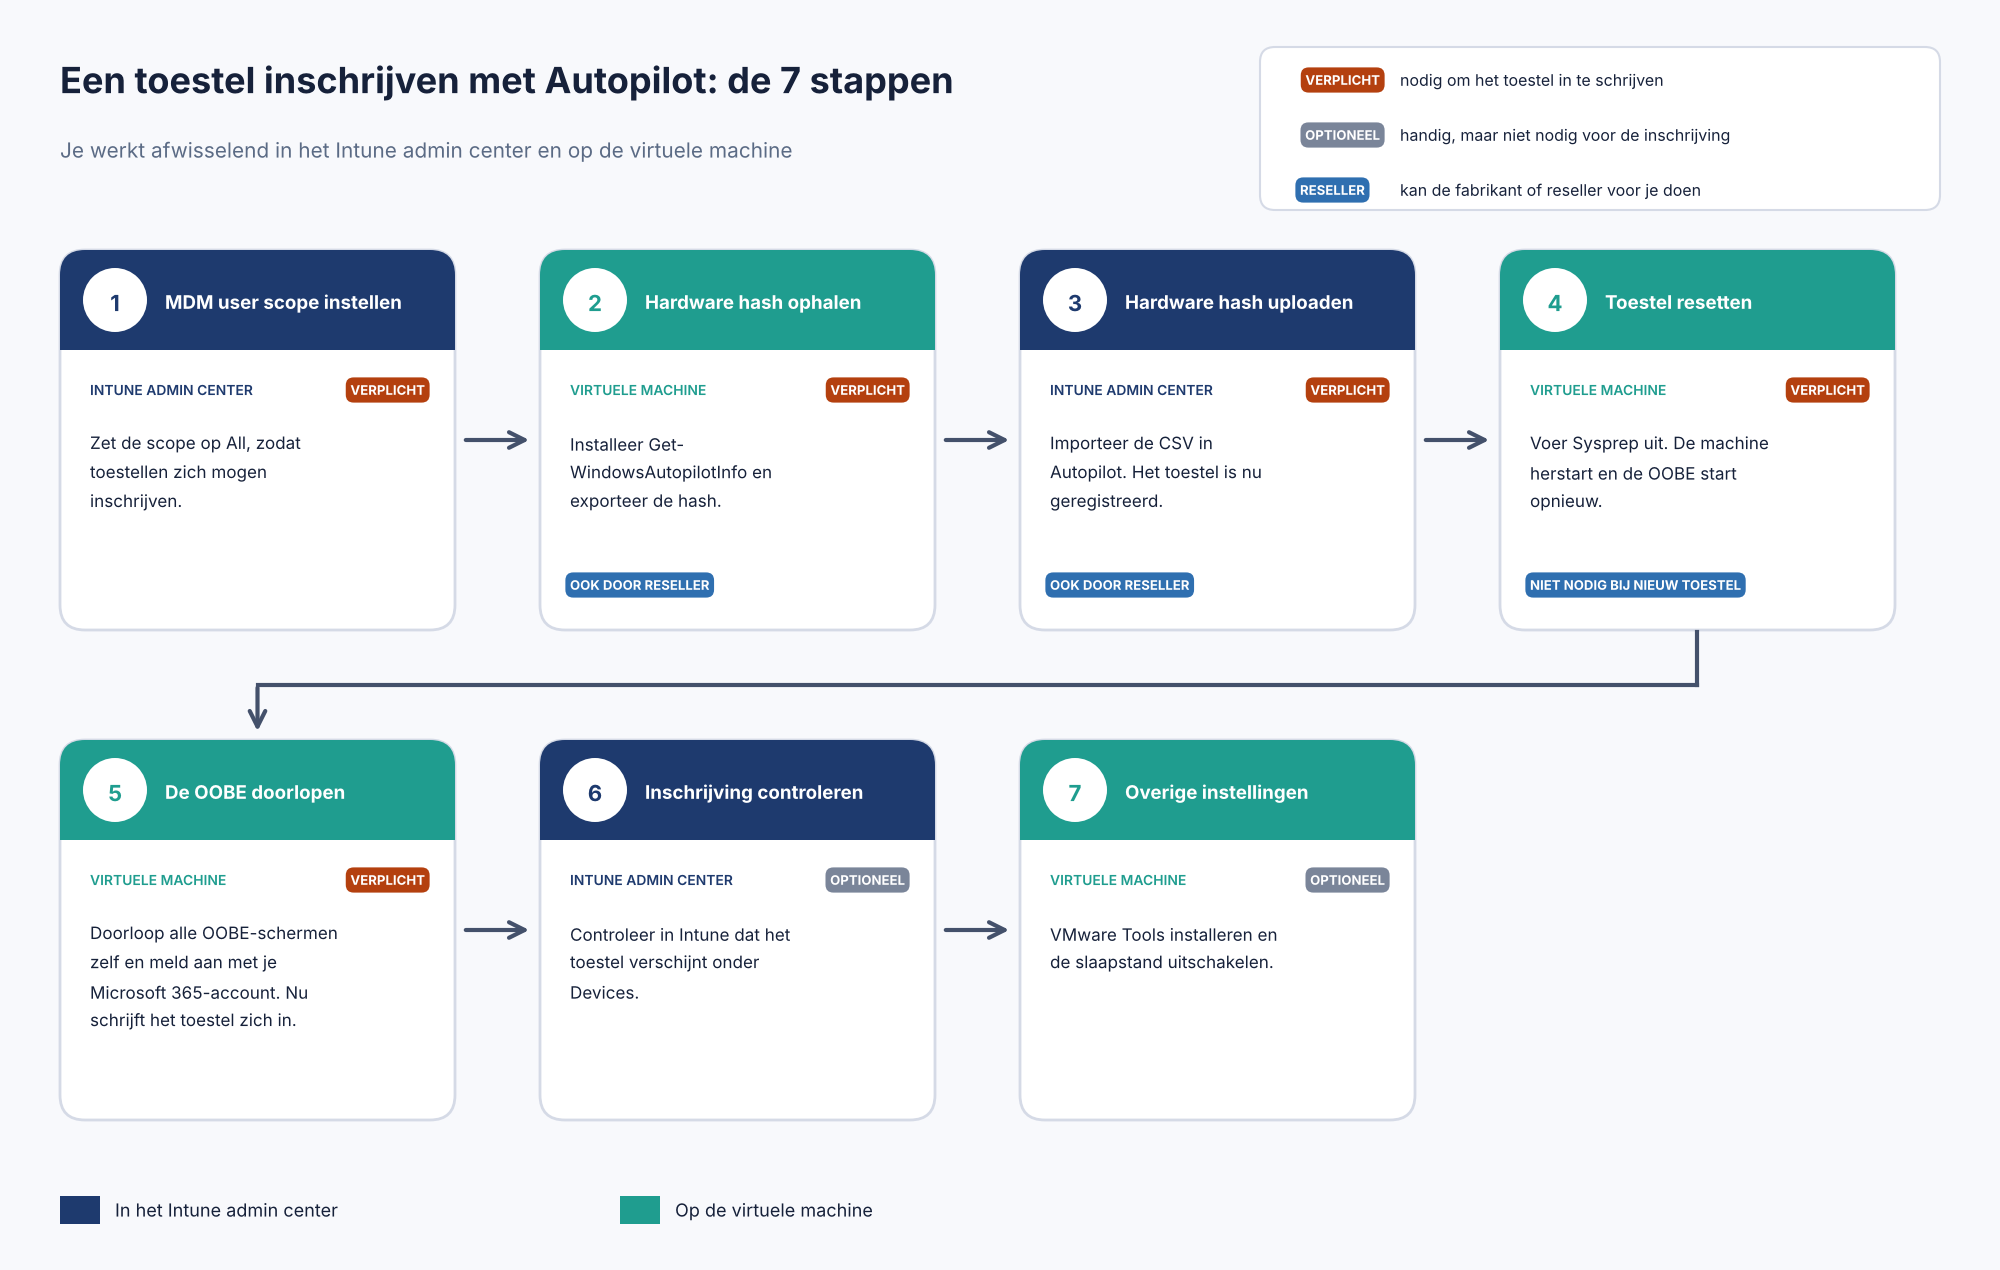 Een toestel inschrijven met Autopilot: de 7 stappen
Je werkt afwisselend in het Intune admin center en op de virtuele machine
VERPLICHT nodig om het toestel in te schrijven
OPTIONEEL handig, maar niet nodig voor de inschrijving
RESELLER kan de fabrikant of reseller voor je doen
1 MDM user scope instellen
INTUNE ADMIN CENTER VERPLICHT
Zet de scope op All, zodat
toestellen zich mogen
inschrijven.
2 Hardware hash ophalen
VIRTUELE MACHINE VERPLICHT
Installeer Get-
WindowsAutopilotInfo en
exporteer de hash.
OOK DOOR RESELLER
3 Hardware hash uploaden
INTUNE ADMIN CENTER VERPLICHT
Importeer de CSV in
Autopilot. Het toestel is nu
geregistreerd.
OOK DOOR RESELLER
4 Toestel resetten
VIRTUELE MACHINE VERPLICHT
Voer Sysprep uit. De machine
herstart en de OOBE start
opnieuw.
NIET NODIG BIJ NIEUW TOESTEL
5 De OOBE doorlopen
VIRTUELE MACHINE VERPLICHT
Doorloop alle OOBE-schermen
zelf en meld aan met je
Microsoft 365-account. Nu
schrijft het toestel zich in.
6 Inschrijving controleren
INTUNE ADMIN CENTER OPTIONEEL
Controleer in Intune dat het
toestel verschijnt onder
Devices.
7 Overige instellingen
VIRTUELE MACHINE OPTIONEEL
VMware Tools installeren en
de slaapstand uitschakelen.
In het Intune admin center
Op de virtuele machine